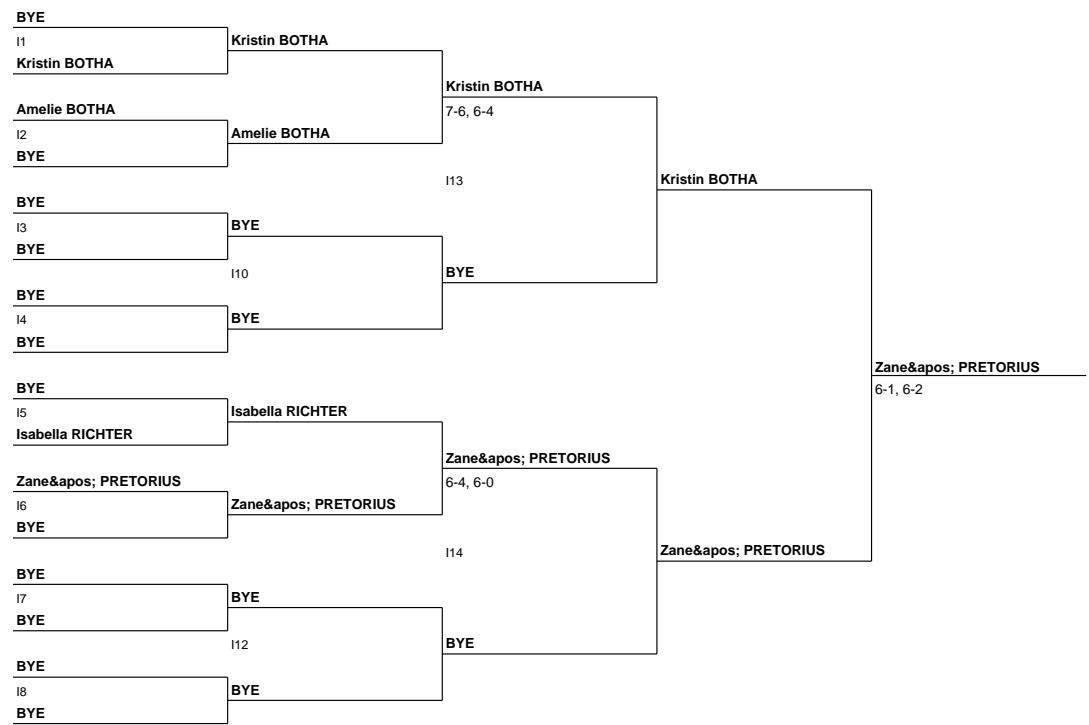 BYE
I1
Kristin BOTHA
Amelie BOTHA
I2
BYE
BYE
I3
BYE
BYE
I4
BYE
BYE
I5
Isabella RICHTER
Zane&apos; PRETORIUS
I6
BYE
BYE
I7
BYE
BYE
I8
BYE
Kristin BOTHA
Amelie BOTHA
BYE
I10
BYE
Isabella RICHTER
Zane&apos; PRETORIUS
BYE
I12
BYE
Kristin BOTHA
7-6, 6-4
I13
BYE
Zane&apos; PRETORIUS
6-4, 6-0
I14
BYE
Kristin BOTHA
Zane&apos; PRETORIUS
Zane&apos; PRETORIUS
6-1, 6-2